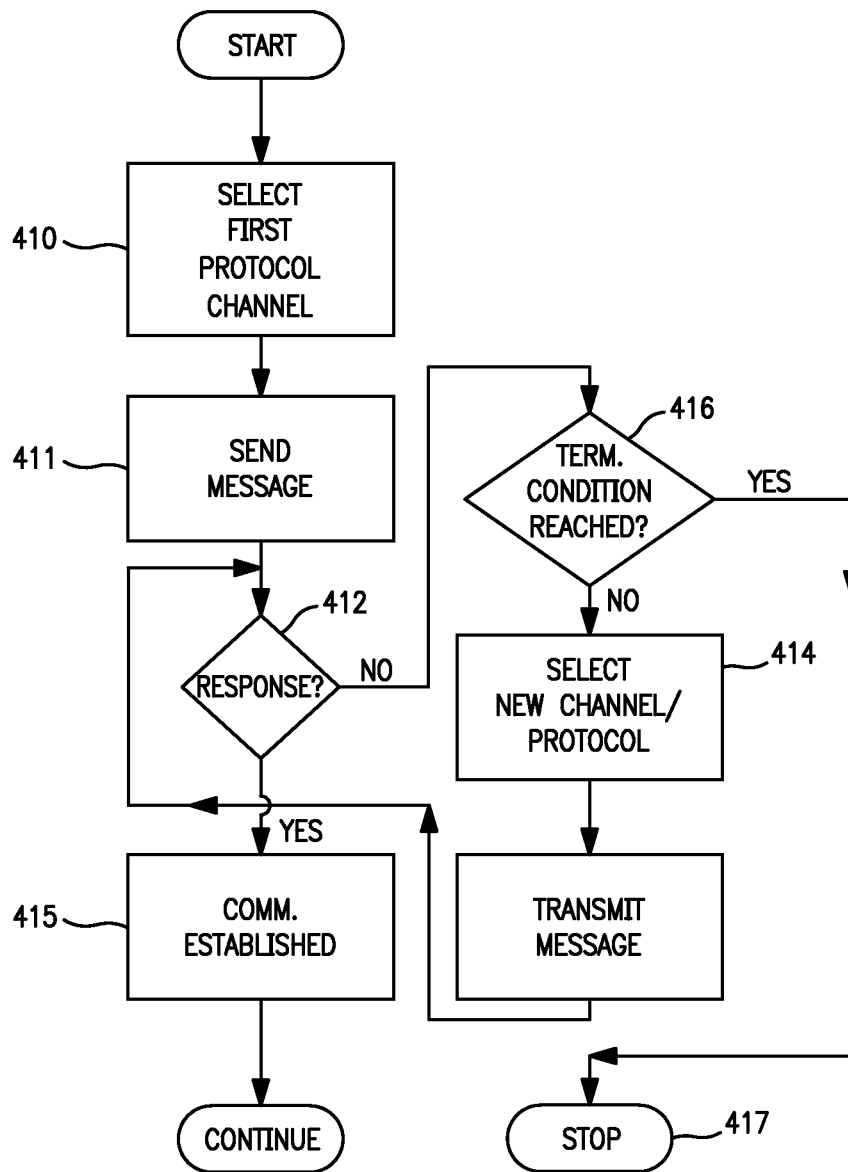 START
SELECT
FIRST
PROTOCOL
CHANNEL
410
SEND
MESSAGE
411
RESPONSE?
412
NO
YES
COMM.
ESTABLISHED
415
CONTINUE
TERM.
CONDITION
REACHED?
416
YES
NO
SELECT
NEW CHANNEL/
PROTOCOL
414
TRANSMIT
MESSAGE
STOP
417